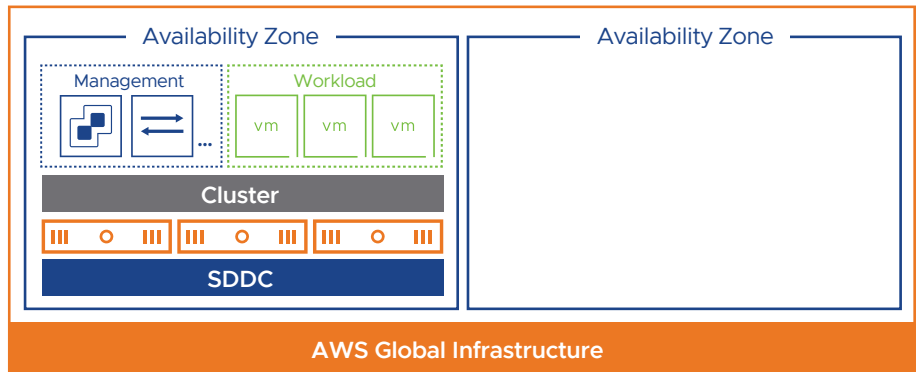 Availability Zone
Availability Zone
Management
Workload
...
vm
vm
vm
Cluster
SDDC
AWS Global Infrastructure